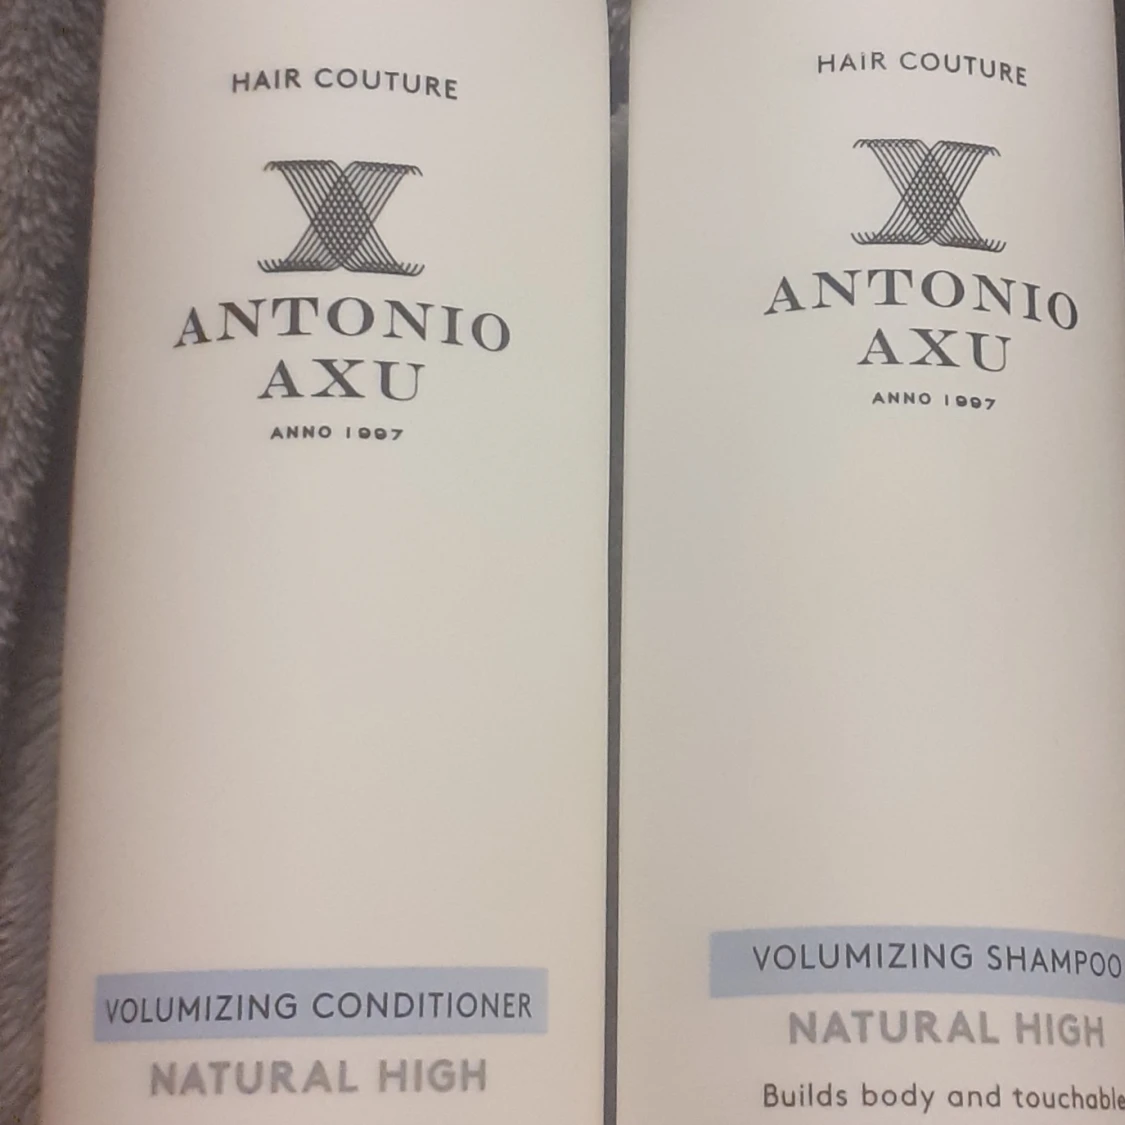 HAIR COUTURE
X
ANTONIO
AXU
ANNO 1997
VOLUMIZING CONDITIONER
NATURAL HIGH
HAIR COUTURE
X
ANTONIO
AXU
ANNO 1997
VOLUMIZING SHAMPOO
NATURAL HIGH
Builds body and touchable